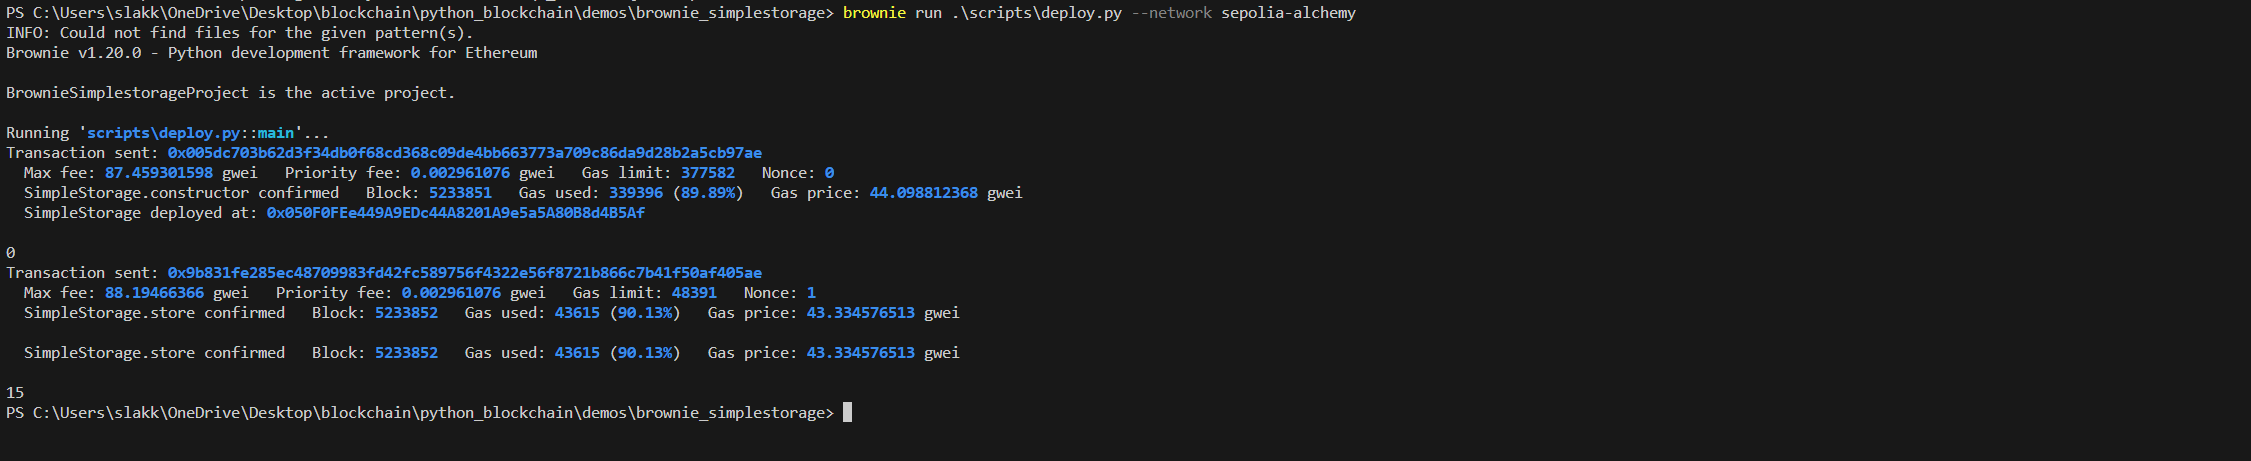 PS C:\Users\slakk\OneDrive\Desktop\blockchain\python_blockchain\demos\brownie_simplestorage> brownie run .\scripts\deploy.py --network sepolia-alchemy
INFO: Could not find files for the given pattern(s).
Brownie v1.20.0 - Python development framework for Ethereum
BrownieSimplestorageProject is the active project.
Running 'scripts\deploy.py::main'...
Transaction sent: 0x005dc703b62d3f34db0f68cd368c09de4bb663773a709c86da9d28b2a5cb97ae
Max fee: 87.459301598 gwei   Priority fee: 0.002961076 gwei   Gas limit: 377582   Nonce: 0
SimpleStorage.constructor confirmed   Block: 5233851   Gas used: 339396 (89.89%)   Gas price: 44.098812368 gwei
SimpleStorage deployed at: 0x050F0FEe449A9EDc44A8201A9e5a5A80B8d4B5Af
0
Transaction sent: 0x9b831fe285ec48709983fd42fc589756f4322e56f8721b866c7b41f50af405ae
Max fee: 88.19466366 gwei   Priority fee: 0.002961076 gwei   Gas limit: 48391   Nonce: 1
SimpleStorage.store confirmed   Block: 5233852   Gas used: 43615 (90.13%)   Gas price: 43.334576513 gwei
SimpleStorage.store confirmed   Block: 5233852   Gas used: 43615 (90.13%)   Gas price: 43.334576513 gwei
15
PS C:\Users\slakk\OneDrive\Desktop\blockchain\python_blockchain\demos\brownie_simplestorage>